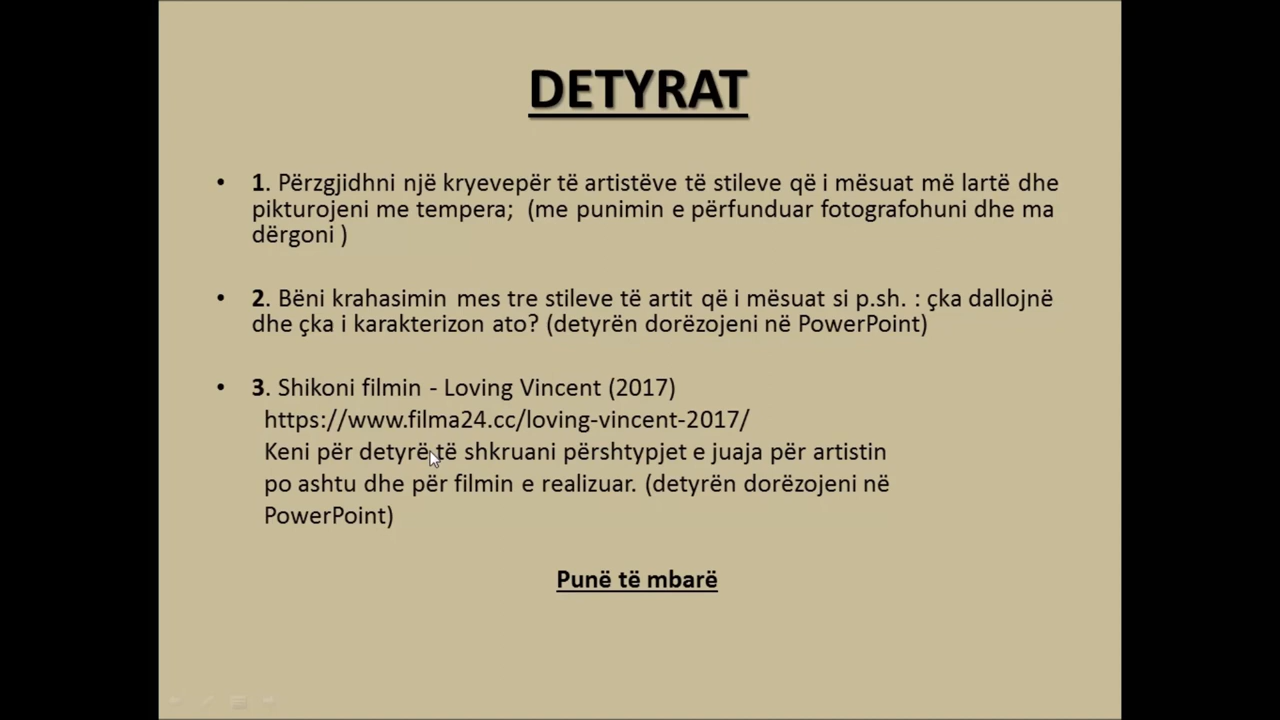 DETYRAT
• 1. Përzgjidhni një kryevepër të artistëve të stileve që i mësuat më lartë dhe
pikturojeni me tempera; (me punimin e përfunduar fotografohuni dhe ma
dërgoni )
• 2. Bëni krahasimin mes tre stileve të artit që i mësuat si p.sh. : çka dallojnë
dhe çka i karakterizon ato? (detyrën dorëzojeni në PowerPoint)
• 3. Shikoni filmin - Loving Vincent (2017)
https://www.filma24.cc/loving-vincent-2017/
Keni për detyrë të shkruani përshtypjet e juaja për artistin
po ashtu dhe për filmin e realizuar. (detyrën dorëzojeni në
PowerPoint)
Punë të mbarë